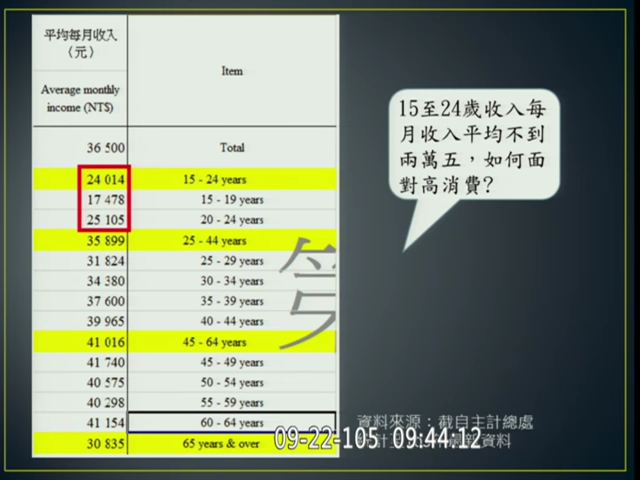 平均每月收入
（元）
Average monthly
income (NT$)
Item
36 500 Total
24 014 15 - 24 years
17 478 15 - 19 years
25 105 20 - 24 years
35 899 25 - 44 years
31 824 25 - 29 years
34 380 30 - 34 years
37 600 35 - 39 years
39 965 40 - 44 years
41 016 45 - 64 years
41 740 45 - 49 years
40 575 50 - 54 years
40 298 55 - 59 years
41 154 60 - 64 years
30 835 65 years & over
15至24歲收入每
月收入平均不到
兩萬五，如何面
對高消費?
資料來源：截自主計總處
資料
09-22-105 09:44:12